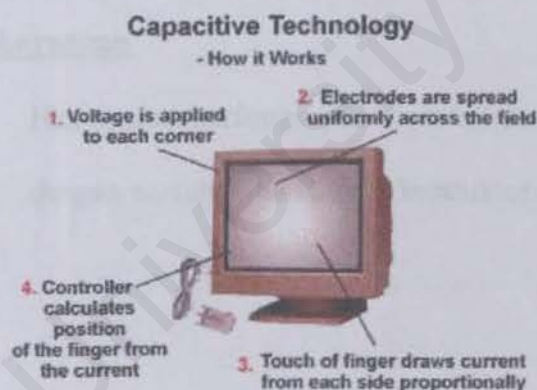 Capacitive Technology
- How it Works
1. Voltage is applied
to each corner
2. Electrodes are spread
uniformly across the field
4. Controller
calculates
position
of the finger from
the current
3. Touch of finger draws current
from each side proportionally